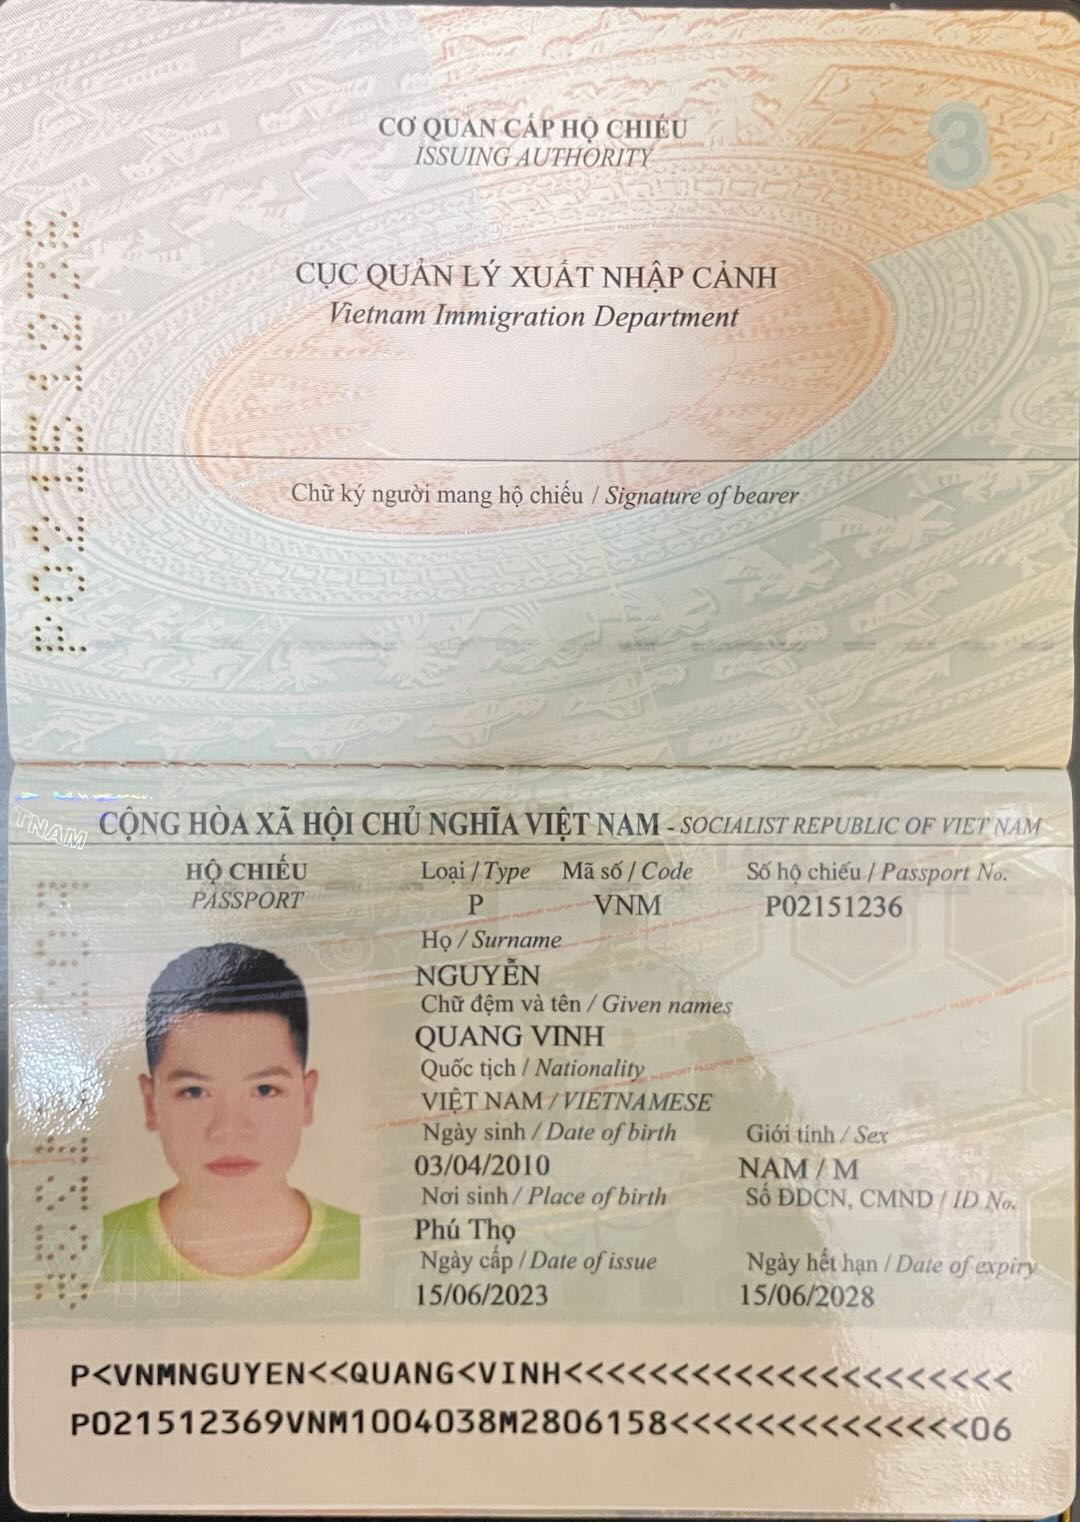 CƠ QUAN CẤP HỘ CHIẾU
ISSUING AUTHORITY
3
CỤC QUẢN LÝ XUẤT NHẬP CẢNH
Vietnam Immigration Department
Chữ ký người mang hộ chiếu / Signature of bearer
CỘNG HÒA XÃ HỘI CHỦ NGHĨA VIỆT NAM - SOCIALIST REPUBLIC OF VIET NAM
HỘ CHIẾU
PASSPORT
Loại / Type Mã số / Code Số hộ chiếu / Passport No.
P VNM P02151236
Họ / Surname
NGUYỄN
Chữ đệm và tên / Given names
QUANG VINH
Quốc tịch / Nationality
VIỆT NAM / VIETNAMESE
Ngày sinh / Date of birth Giới tính / Sex
03/04/2010 NAM / M
Nơi sinh / Place of birth Số ĐDCN, CMND / ID No.
Phú Thọ
Ngày cấp / Date of issue Ngày hết hạn / Date of expiry
15/06/2023 15/06/2028
P<VNMNGUYEN<<QUANG<VINH<<<<<<<<<<<<<<<<<<<<<
P021512369VNM1004038M2806158<<<<<<<<<<<<<<06